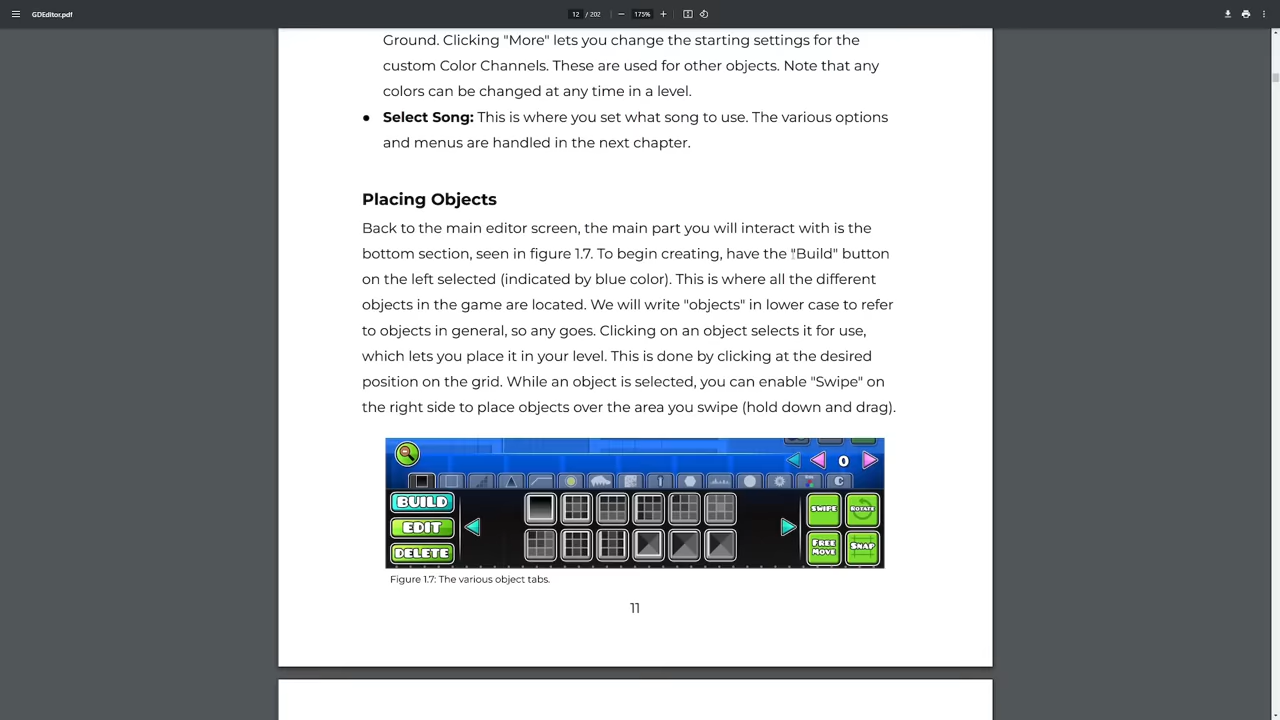 GDEditor.pdf
12 / 202
175%
Ground. Clicking "More" lets you change the starting settings for the
custom Color Channels. These are used for other objects. Note that any
colors can be changed at any time in a level.
● Select Song: This is where you set what song to use. The various options
and menus are handled in the next chapter.
Placing Objects
Back to the main editor screen, the main part you will interact with is the
bottom section, seen in figure 1.7. To begin creating, have the "Build" button
on the left selected (indicated by blue color). This is where all the different
objects in the game are located. We will write "objects" in lower case to refer
to objects in general, so any goes. Clicking on an object selects it for use,
which lets you place it in your level. This is done by clicking at the desired
position on the grid. While an object is selected, you can enable "Swipe" on
the right side to place objects over the area you swipe (hold down and drag).
0
C
BUILD
EDIT
DELETE
SWIPE
ROTATE
FREE
MOVE
SNAP
Figure 1.7: The various object tabs.
11